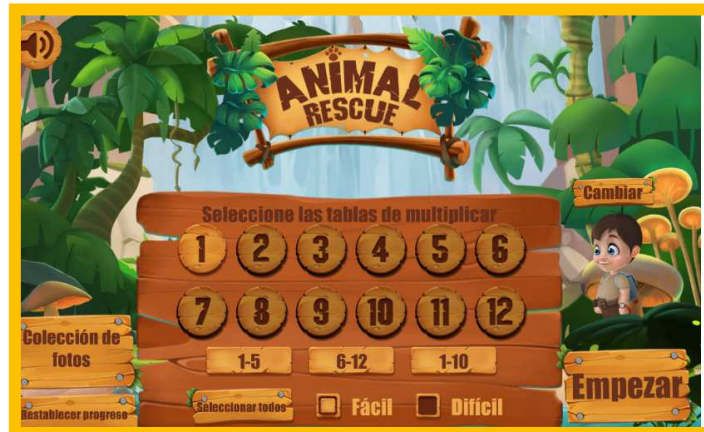 ANIMAL
RESCUE
Cambiar
Seleccione las tablas de multiplicar
1 2 3 4 5 6
7 8 9 10 11 12
1-5 6-12 1-10
Colección de
fotos
Restablecer progreso
Seleccionar todos Fácil Difícil
Empezar